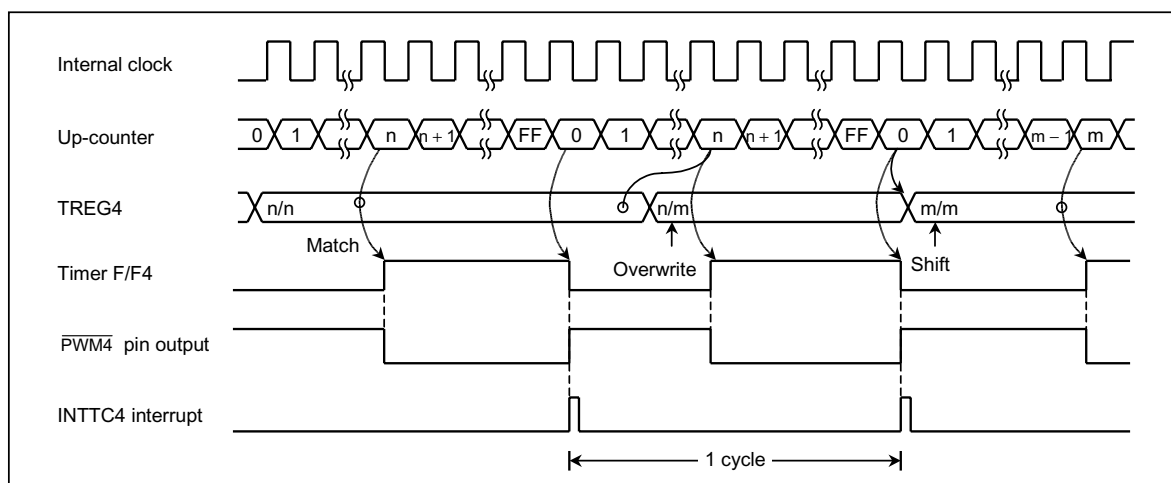 Internal clock
Up-counter 0 1 n n + 1 FF 0 1 n n + 1 FF 0 1 m − 1 m
TREG4 n/n n/m m/m
Match Overwrite Shift
Timer F/F4
PWM4 pin output
INTTC4 interrupt
1 cycle